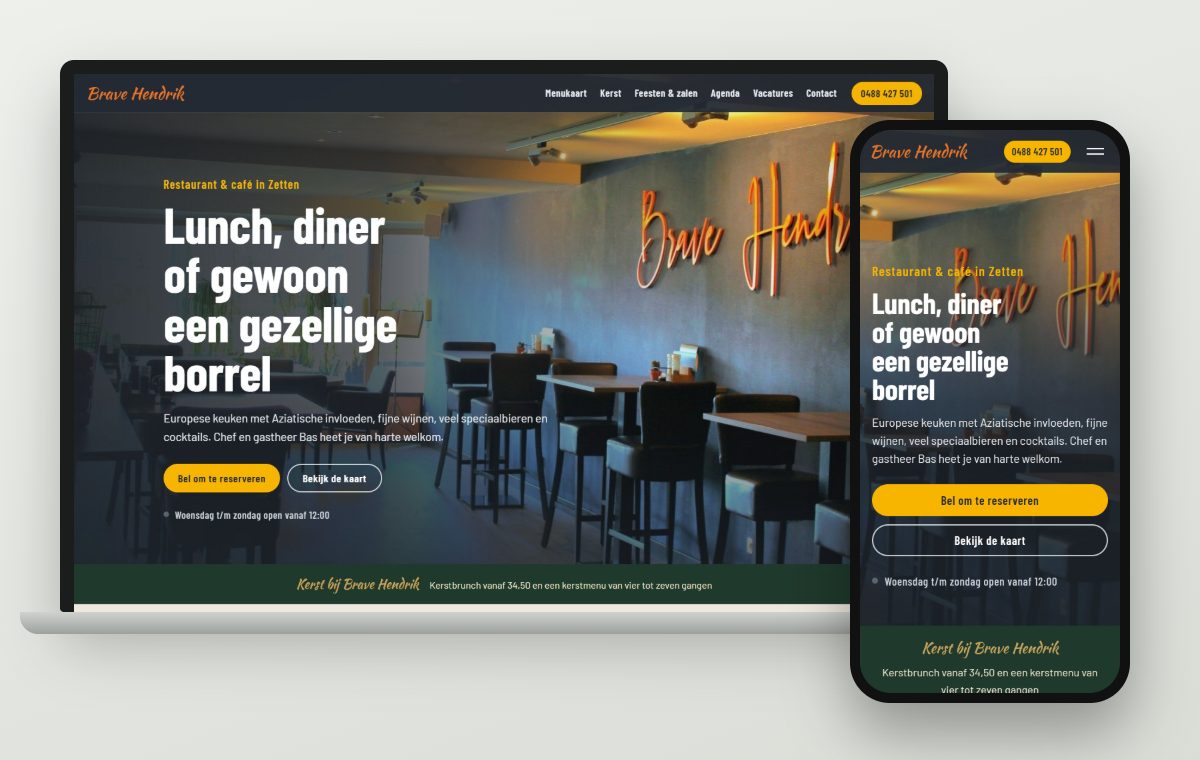 Brave Hendrik
Menukaart Kerst Feesten & zalen Agenda Vacatures Contact 0488 427 501
Restaurant & café in Zetten
Lunch, diner
of gewoon
een gezellige
borrel
Europese keuken met Aziatische invloeden, fijne wijnen, veel speciaalbieren en
cocktails. Chef en gastheer Bas heet je van harte welkom.
Bel om te reserveren Bekijk de kaart
Woensdag t/m zondag open vanaf 12:00
Brave Hendr
Kerst bij Brave Hendrik Kerstbrunch vanaf 34,50 en een kerstmenu van vier tot zeven gangen
Brave Hendrik 0488 427 501
Brave Hen
Restaurant & café in Zetten
Lunch, diner
of gewoon
een gezellige
borrel
Europese keuken met Aziatische invloeden, fijne
wijnen, veel speciaalbieren en cocktails. Chef en
gastheer Bas heet je van harte welkom.
Bel om te reserveren
Bekijk de kaart
Woensdag t/m zondag open vanaf 12:00
Kerst bij Brave Hendrik
Kerstbrunch vanaf 34,50 en een kerstmenu van
vier tot zeven gangen